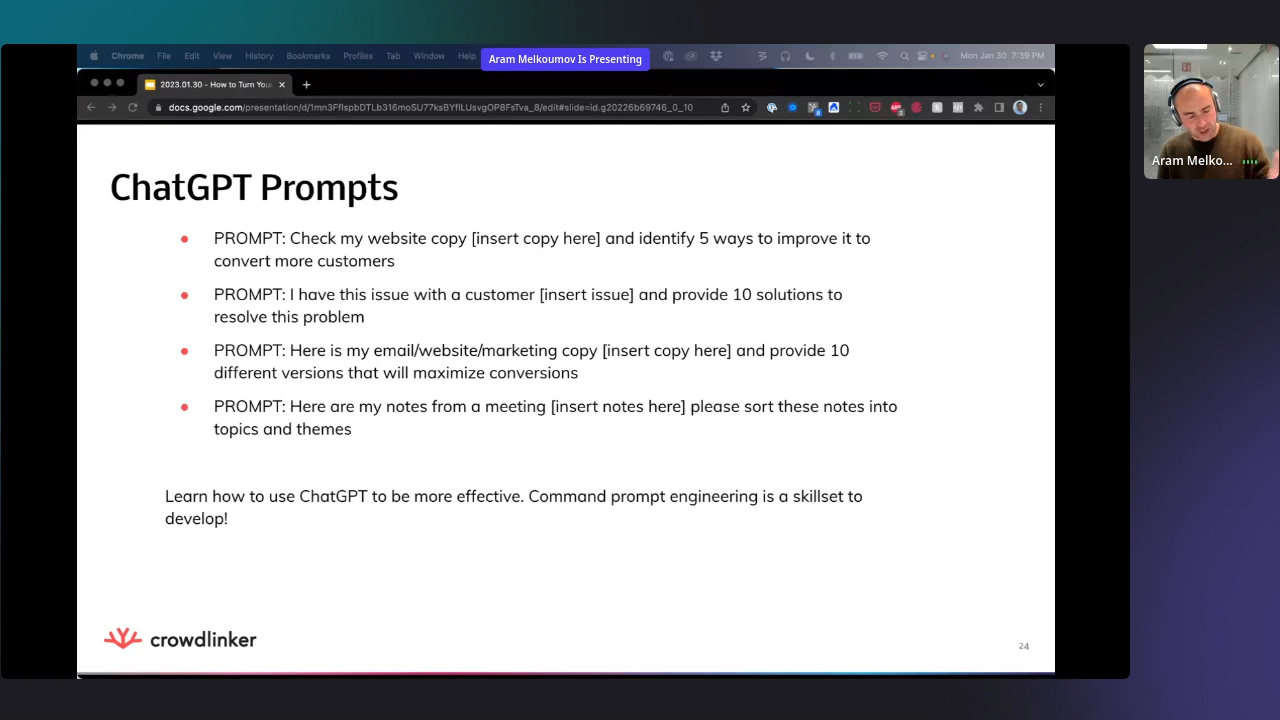 Chrome File Edit View History Bookmarks Profiles Tab Window Help
Aram Melkoumov Is Presenting
Mon Jan 30 7:39 PM
2023.01.30 - How to Turn You
docs.google.com/presentation/d/
ChatGPT Prompts
PROMPT: Check my website copy [insert copy here] and identify 5 ways to improve it to
convert more customers
PROMPT: I have this issue with a customer [insert issue] and provide 10 solutions to
resolve this problem
PROMPT: Here is my email/website/marketing copy [insert copy here] and provide 10
different versions that will maximize conversions
PROMPT: Here are my notes from a meeting [insert notes here] please sort these notes into
topics and themes
Learn how to use ChatGPT to be more effective. Command prompt engineering is a skillset to
develop!
crowdlinker
24
Aram Melko...